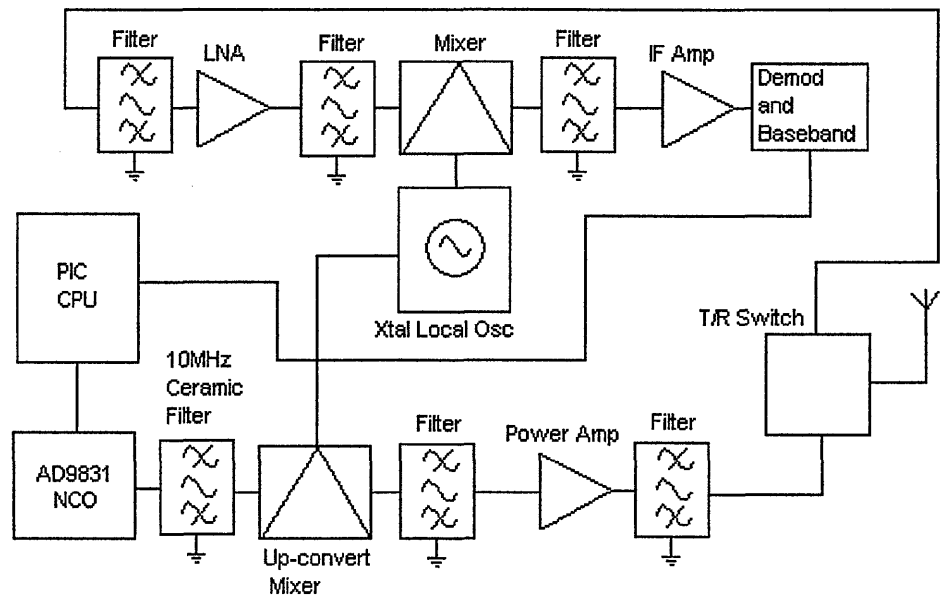 Filter
LNA
Filter
Mixer
Filter
IF Amp
Demod
and
Baseband
PIC
CPU
Xtal Local Osc
T/R Switch
10MHz
Ceramic
Filter
Filter
Power Amp
Filter
AD9831
NCO
Up-convert
Mixer